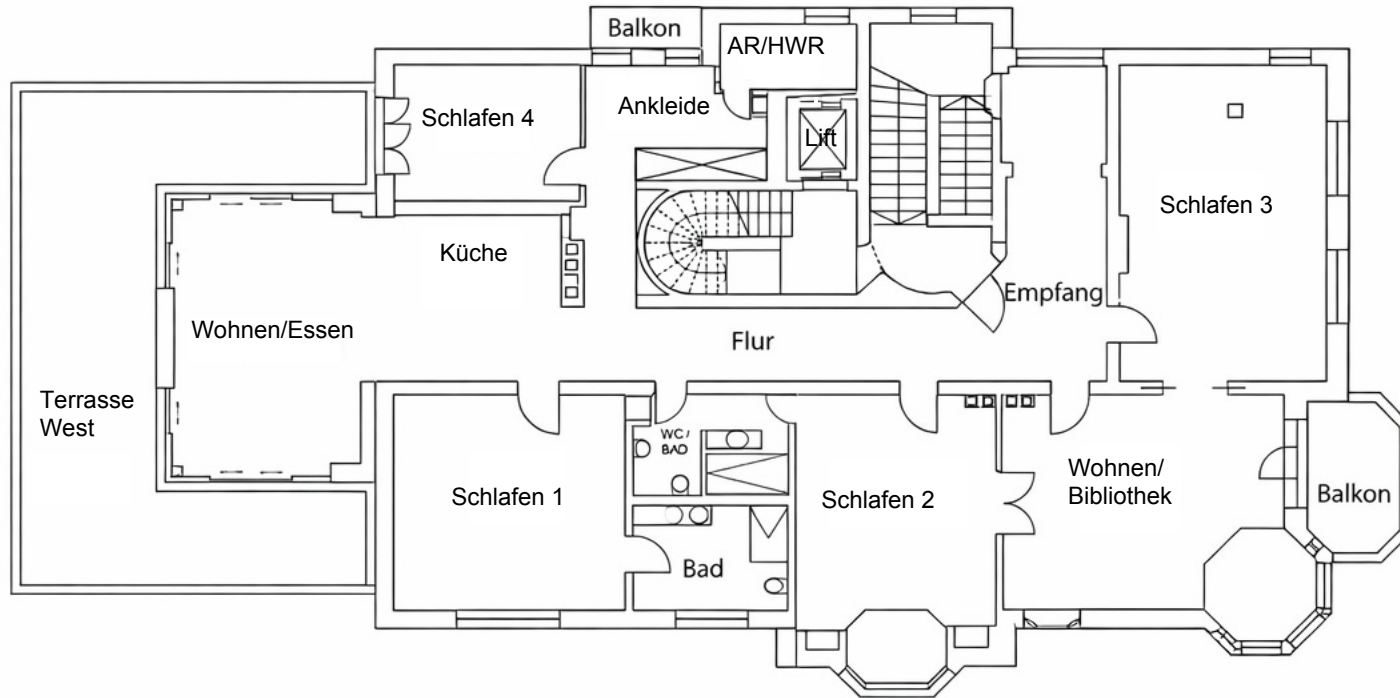 Balkon
AR/HWR
Schlafen 4
Ankleide
Lift
Schlafen 3
Küche
Empfang
Wohnen/Essen
Flur
Terrasse
West
WC /
BAD
Wohnen/
Bibliothek
Schlafen 1
Schlafen 2
Balkon
Bad